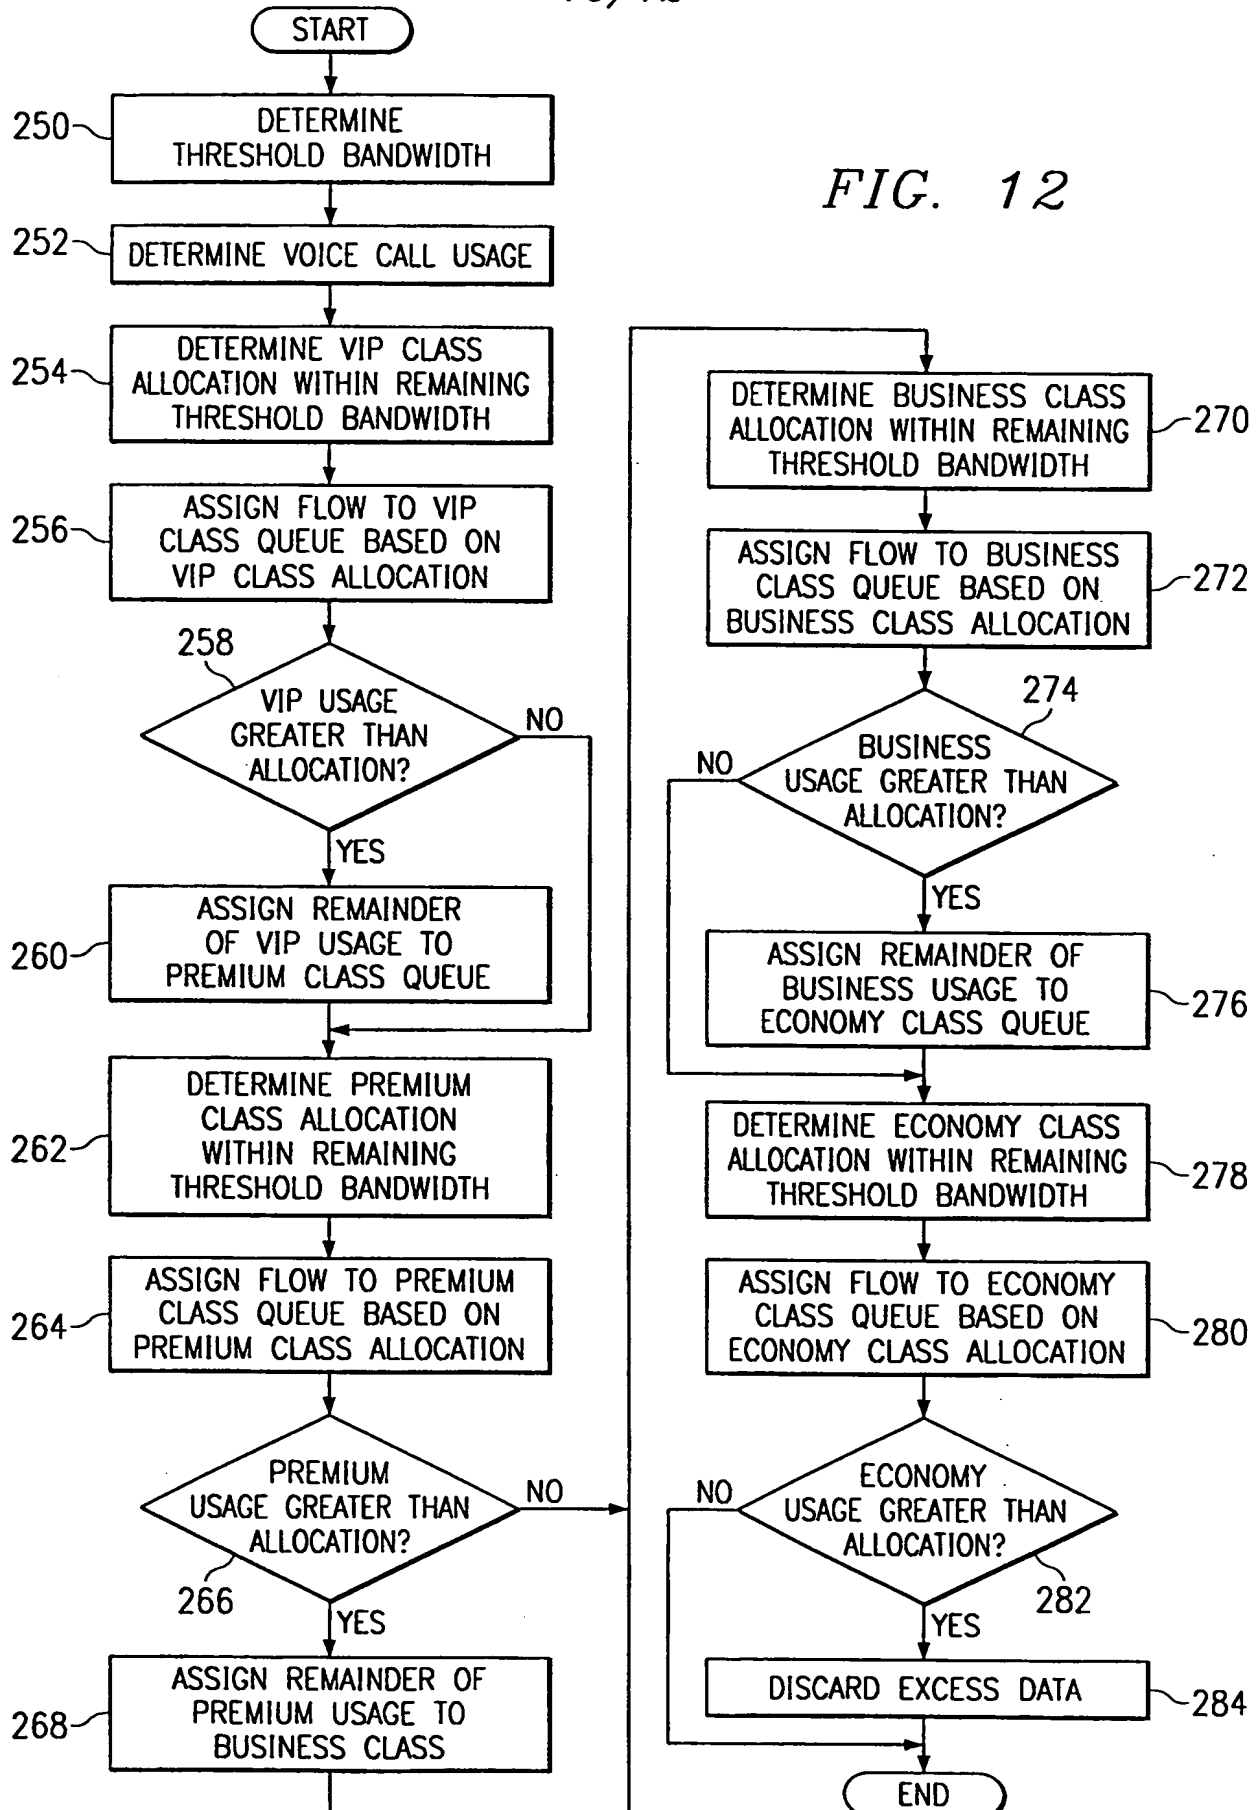 START
250
DETERMINE
THRESHOLD BANDWIDTH
252
DETERMINE VOICE CALL USAGE
254
DETERMINE VIP CLASS
ALLOCATION WITHIN REMAINING
THRESHOLD BANDWIDTH
256
ASSIGN FLOW TO VIP
CLASS QUEUE BASED ON
VIP CLASS ALLOCATION
258
VIP USAGE
GREATER THAN
ALLOCATION?
NO
YES
260
ASSIGN REMAINDER
OF VIP USAGE TO
PREMIUM CLASS QUEUE
262
DETERMINE PREMIUM
CLASS ALLOCATION
WITHIN REMAINING
THRESHOLD BANDWIDTH
264
ASSIGN FLOW TO PREMIUM
CLASS QUEUE BASED ON
PREMIUM CLASS ALLOCATION
PREMIUM
USAGE GREATER THAN
ALLOCATION?
NO
266
YES
268
ASSIGN REMAINDER OF
PREMIUM USAGE TO
BUSINESS CLASS
FIG. 12
DETERMINE BUSINESS CLASS
ALLOCATION WITHIN REMAINING
THRESHOLD BANDWIDTH
270
ASSIGN FLOW TO BUSINESS
CLASS QUEUE BASED ON
BUSINESS CLASS ALLOCATION
272
274
BUSINESS
USAGE GREATER THAN
ALLOCATION?
NO
YES
ASSIGN REMAINDER OF
BUSINESS USAGE TO
ECONOMY CLASS QUEUE
276
DETERMINE ECONOMY CLASS
ALLOCATION WITHIN REMAINING
THRESHOLD BANDWIDTH
278
ASSIGN FLOW TO ECONOMY
CLASS QUEUE BASED ON
ECONOMY CLASS ALLOCATION
280
ECONOMY
USAGE GREATER THAN
ALLOCATION?
NO
282
YES
DISCARD EXCESS DATA
284
END